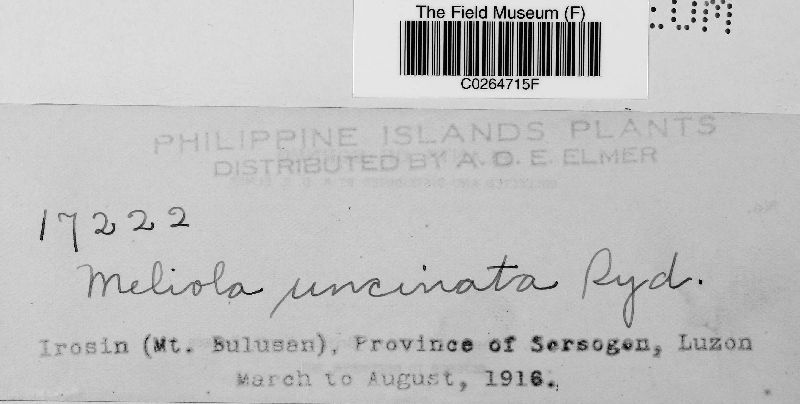 The Field Museum (F)
C0264715F
PHILIPPINE ISLANDS PLANTS
DISTRIBUTED BY A. D. E. ELMER
17222
Meliola uncinata Syd.
Irosin (Mt. Bulusan), Province of Sorsogon, Luzon
March to August, 1916.